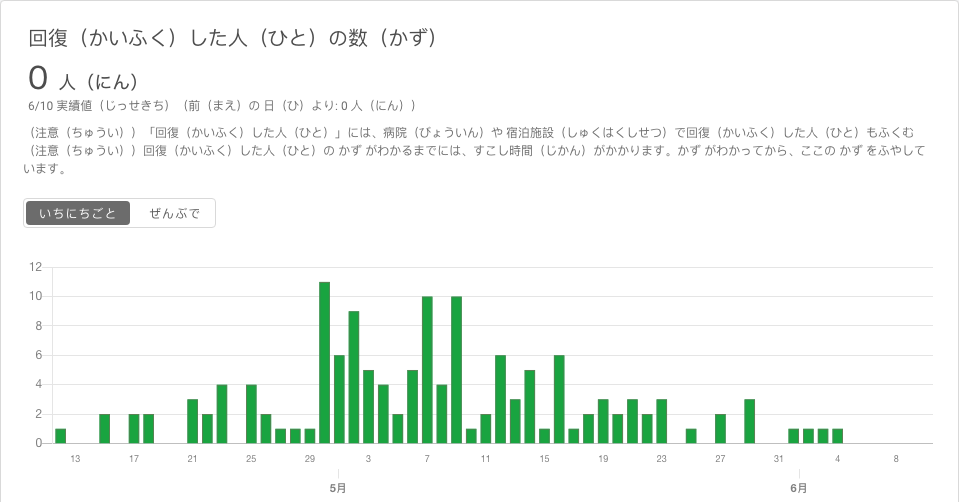 回復（かいふく）した人（ひと）の数（かず）
0 人（にん）
6/10 実績値（じっせきち）（前（まえ）の 日（ひ）より: 0 人（にん））
（注意（ちゅうい））「回復（かいふく）した人（ひと）」には、病院（びょういん）や 宿泊施設（しゅくはくしせつ）で回復（かいふく）した人（ひと）もふくむ
（注意（ちゅうい））回復（かいふく）した人（ひと）の かず がわかるまでには、すこし時間（じかん）がかかります。かず がわかってから、ここの かず をふやして
います。
いちにちごと ぜんぶで
12
10
8
6
4
2
0
13 17 21 25 29 3 7 11 15 19 23 27 31 4 8
5月 6月